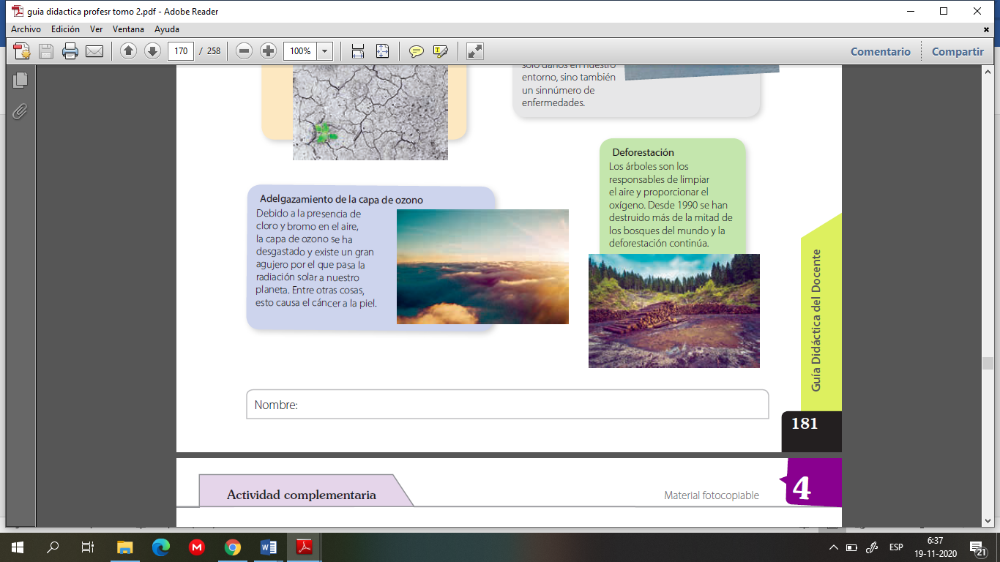 guia didactica profesr tomo 2.pdf - Adobe Reader
Archivo Edición Ver Ventana Ayuda
170 / 258 100% Comentario Compartir
solo daños en nuestro
entorno, sino también
un sinnúmero de
enfermedades.
Deforestación
Los árboles son los
responsables de limpiar
el aire y proporcionar el
oxígeno. Desde 1990 se han
destruido más de la mitad de
los bosques del mundo y la
deforestación continúa.
Adelgazamiento de la capa de ozono
Debido a la presencia de
cloro y bromo en el aire,
la capa de ozono se ha
desgastado y existe un gran
agujero por el que pasa la
radiación solar a nuestro
planeta. Entre otras cosas,
esto causa el cáncer a la piel.
Guía Didáctica del Docente
Nombre:
181
Actividad complementaria
Material fotocopiable
4
ESP
6:37
19-11-2020
21